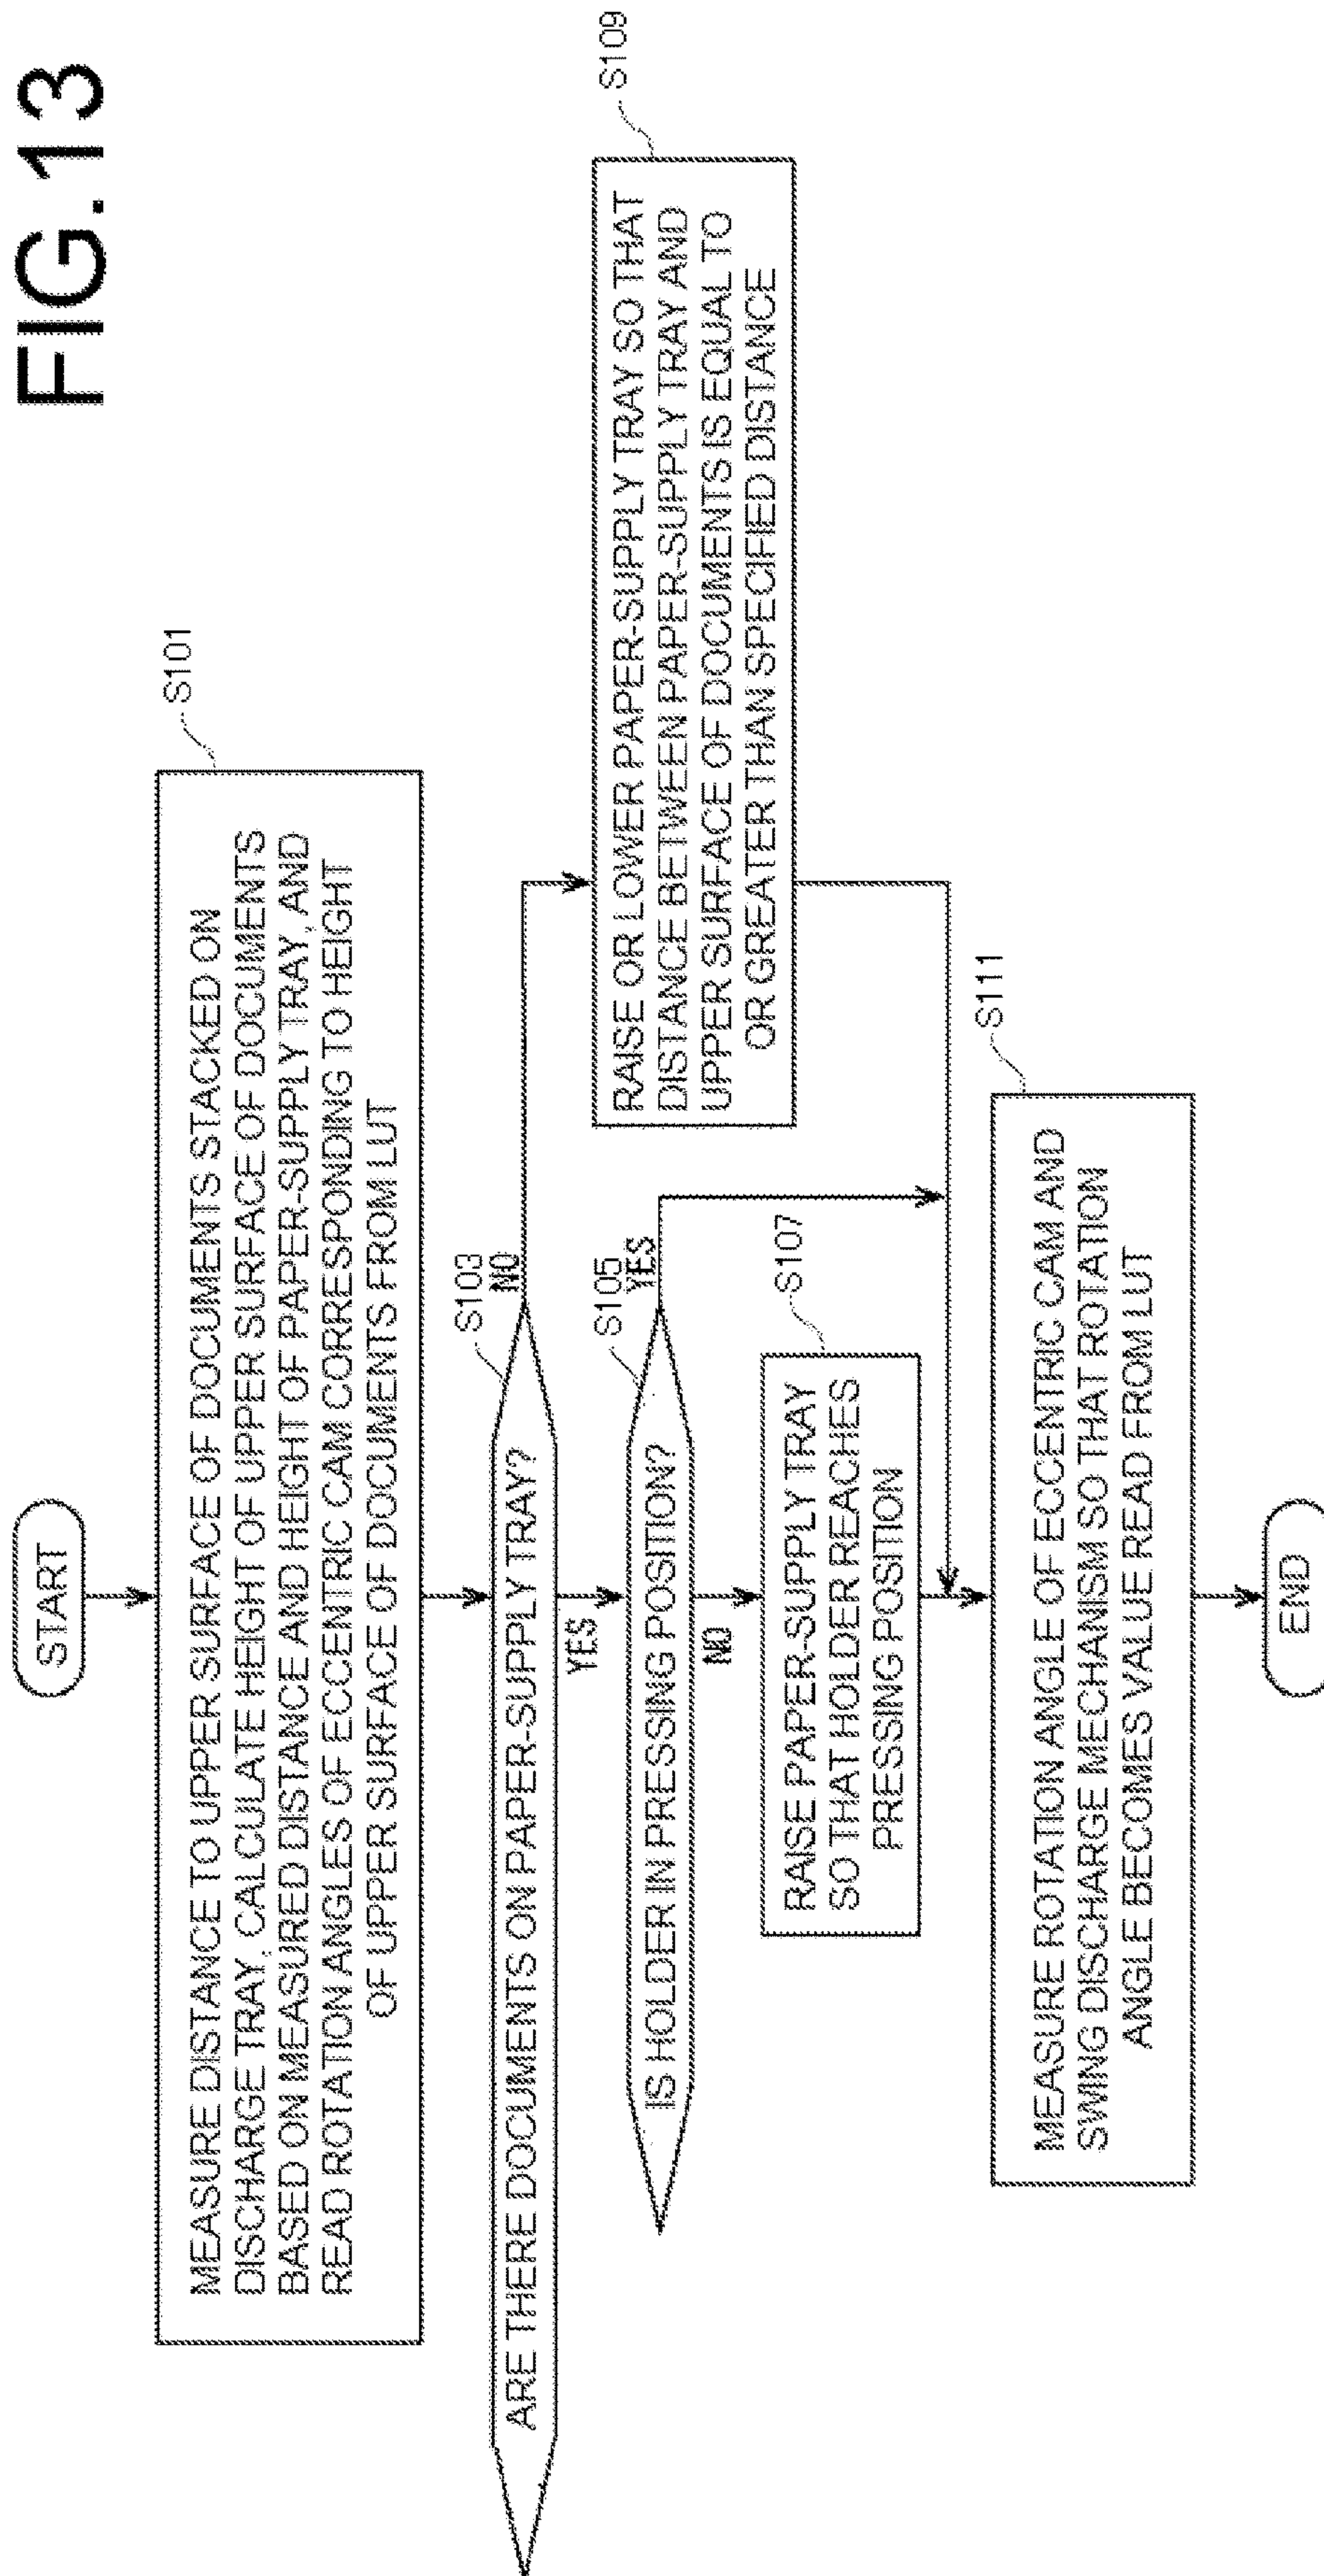 FIG.13
START
S101
MEASURE DISTANCE TO UPPER SURFACE OF DOCUMENTS STACKED ON
DISCHARGE TRAY, CALCULATE HEIGHT OF UPPER SURFACE OF DOCUMENTS
BASED ON MEASURED DISTANCE AND HEIGHT OF PAPER-SUPPLY TRAY, AND
READ ROTATION ANGLES OF ECCENTRIC CAM CORRESPONDING TO HEIGHT
OF UPPER SURFACE OF DOCUMENTS FROM LUT
S103
ARE THERE DOCUMENTS ON PAPER-SUPPLY TRAY?
NO
YES
S105
IS HOLDER IN PRESSING POSITION?
YES
NO
S107
RAISE PAPER-SUPPLY TRAY
SO THAT HOLDER REACHES
PRESSING POSITION
S109
RAISE OR LOWER PAPER-SUPPLY TRAY SO THAT
DISTANCE BETWEEN PAPER-SUPPLY TRAY AND
UPPER SURFACE OF DOCUMENTS IS EQUAL TO
OR GREATER THAN SPECIFIED DISTANCE
S111
MEASURE ROTATION ANGLE OF ECCENTRIC CAM AND
SWING DISCHARGE MECHANISM SO THAT ROTATION
ANGLE BECOMES VALUE READ FROM LUT
END